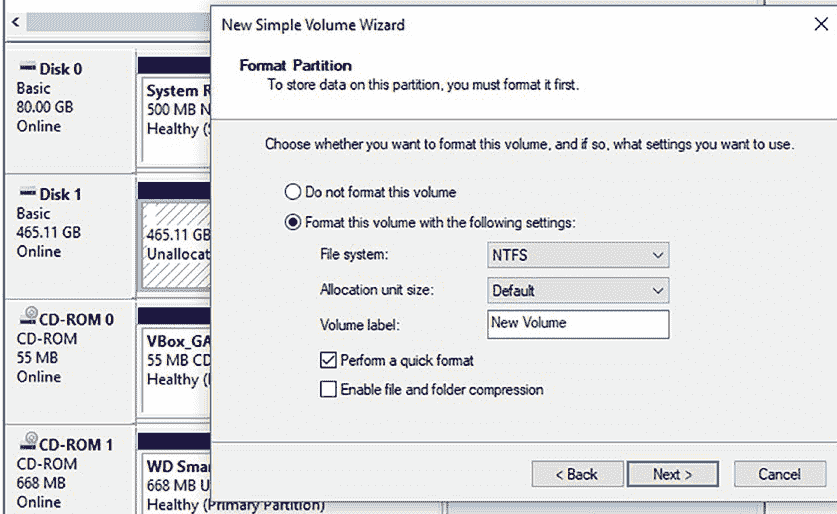 New Simple Volume Wizard
Format Partition
To store data on this partition, you must format it first.
Choose whether you want to format this volume, and if so, what settings you want to use.
Do not format this volume
Format this volume with the following settings:
File system: NTFS
Allocation unit size: Default
Volume label: New Volume
Perform a quick format
Enable file and folder compression
< Back Next > Cancel
Disk 0
Basic
80.00 GB
Online
System R
500 MB N
Healthy (S
Disk 1
Basic
465.11 GB
Online
465.11 GB
Unallocat
CD-ROM 0
CD-ROM
55 MB
Online
VBox_GA
55 MB CD
Healthy (
CD-ROM 1
CD-ROM
668 MB
Online
WD Smar
668 MB U
Healthy (Primary Partition)